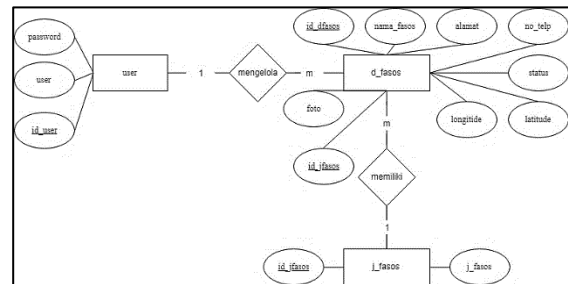 id_dfasos
nama_fasos
alamat
no_telp
password
user
1
mengelola
m
d_fasos
status
user
foto
longitide
latitude
m
id_user
id_jfasos
memiliki
1
id_jfasos
j_fasos
j_fasos